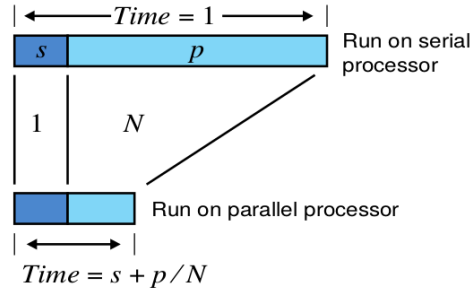 Time = 1
s p
Run on serial
processor
1 N
Run on parallel processor
Time = s + p / N